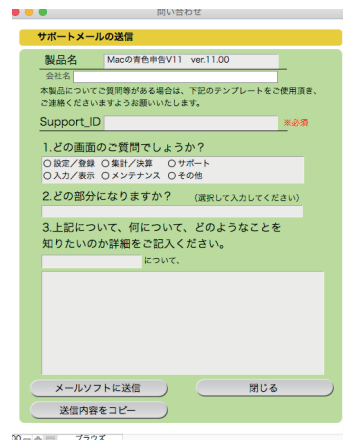 問い合わせ
サポートメールの送信
製品名 Macの青色申告V11 ver.11.00
会社名
本製品についてご質問等がある場合は、下記のテンプレートをご使用頂き、
ご連絡くださいますようお願いいたします。
Support_ID ※必須
1.どの画面のご質問でしょうか？
設定／登録 集計／決算 サポート
入力／表示 メンテナンス その他
2.どの部分になりますか？ (選択して入力してください)
3.上記について、何について、どのようなことを
知りたいのか詳細をご記入ください。
について、
メールソフトに送信 閉じる
送信内容をコピー
00 ブラウズ